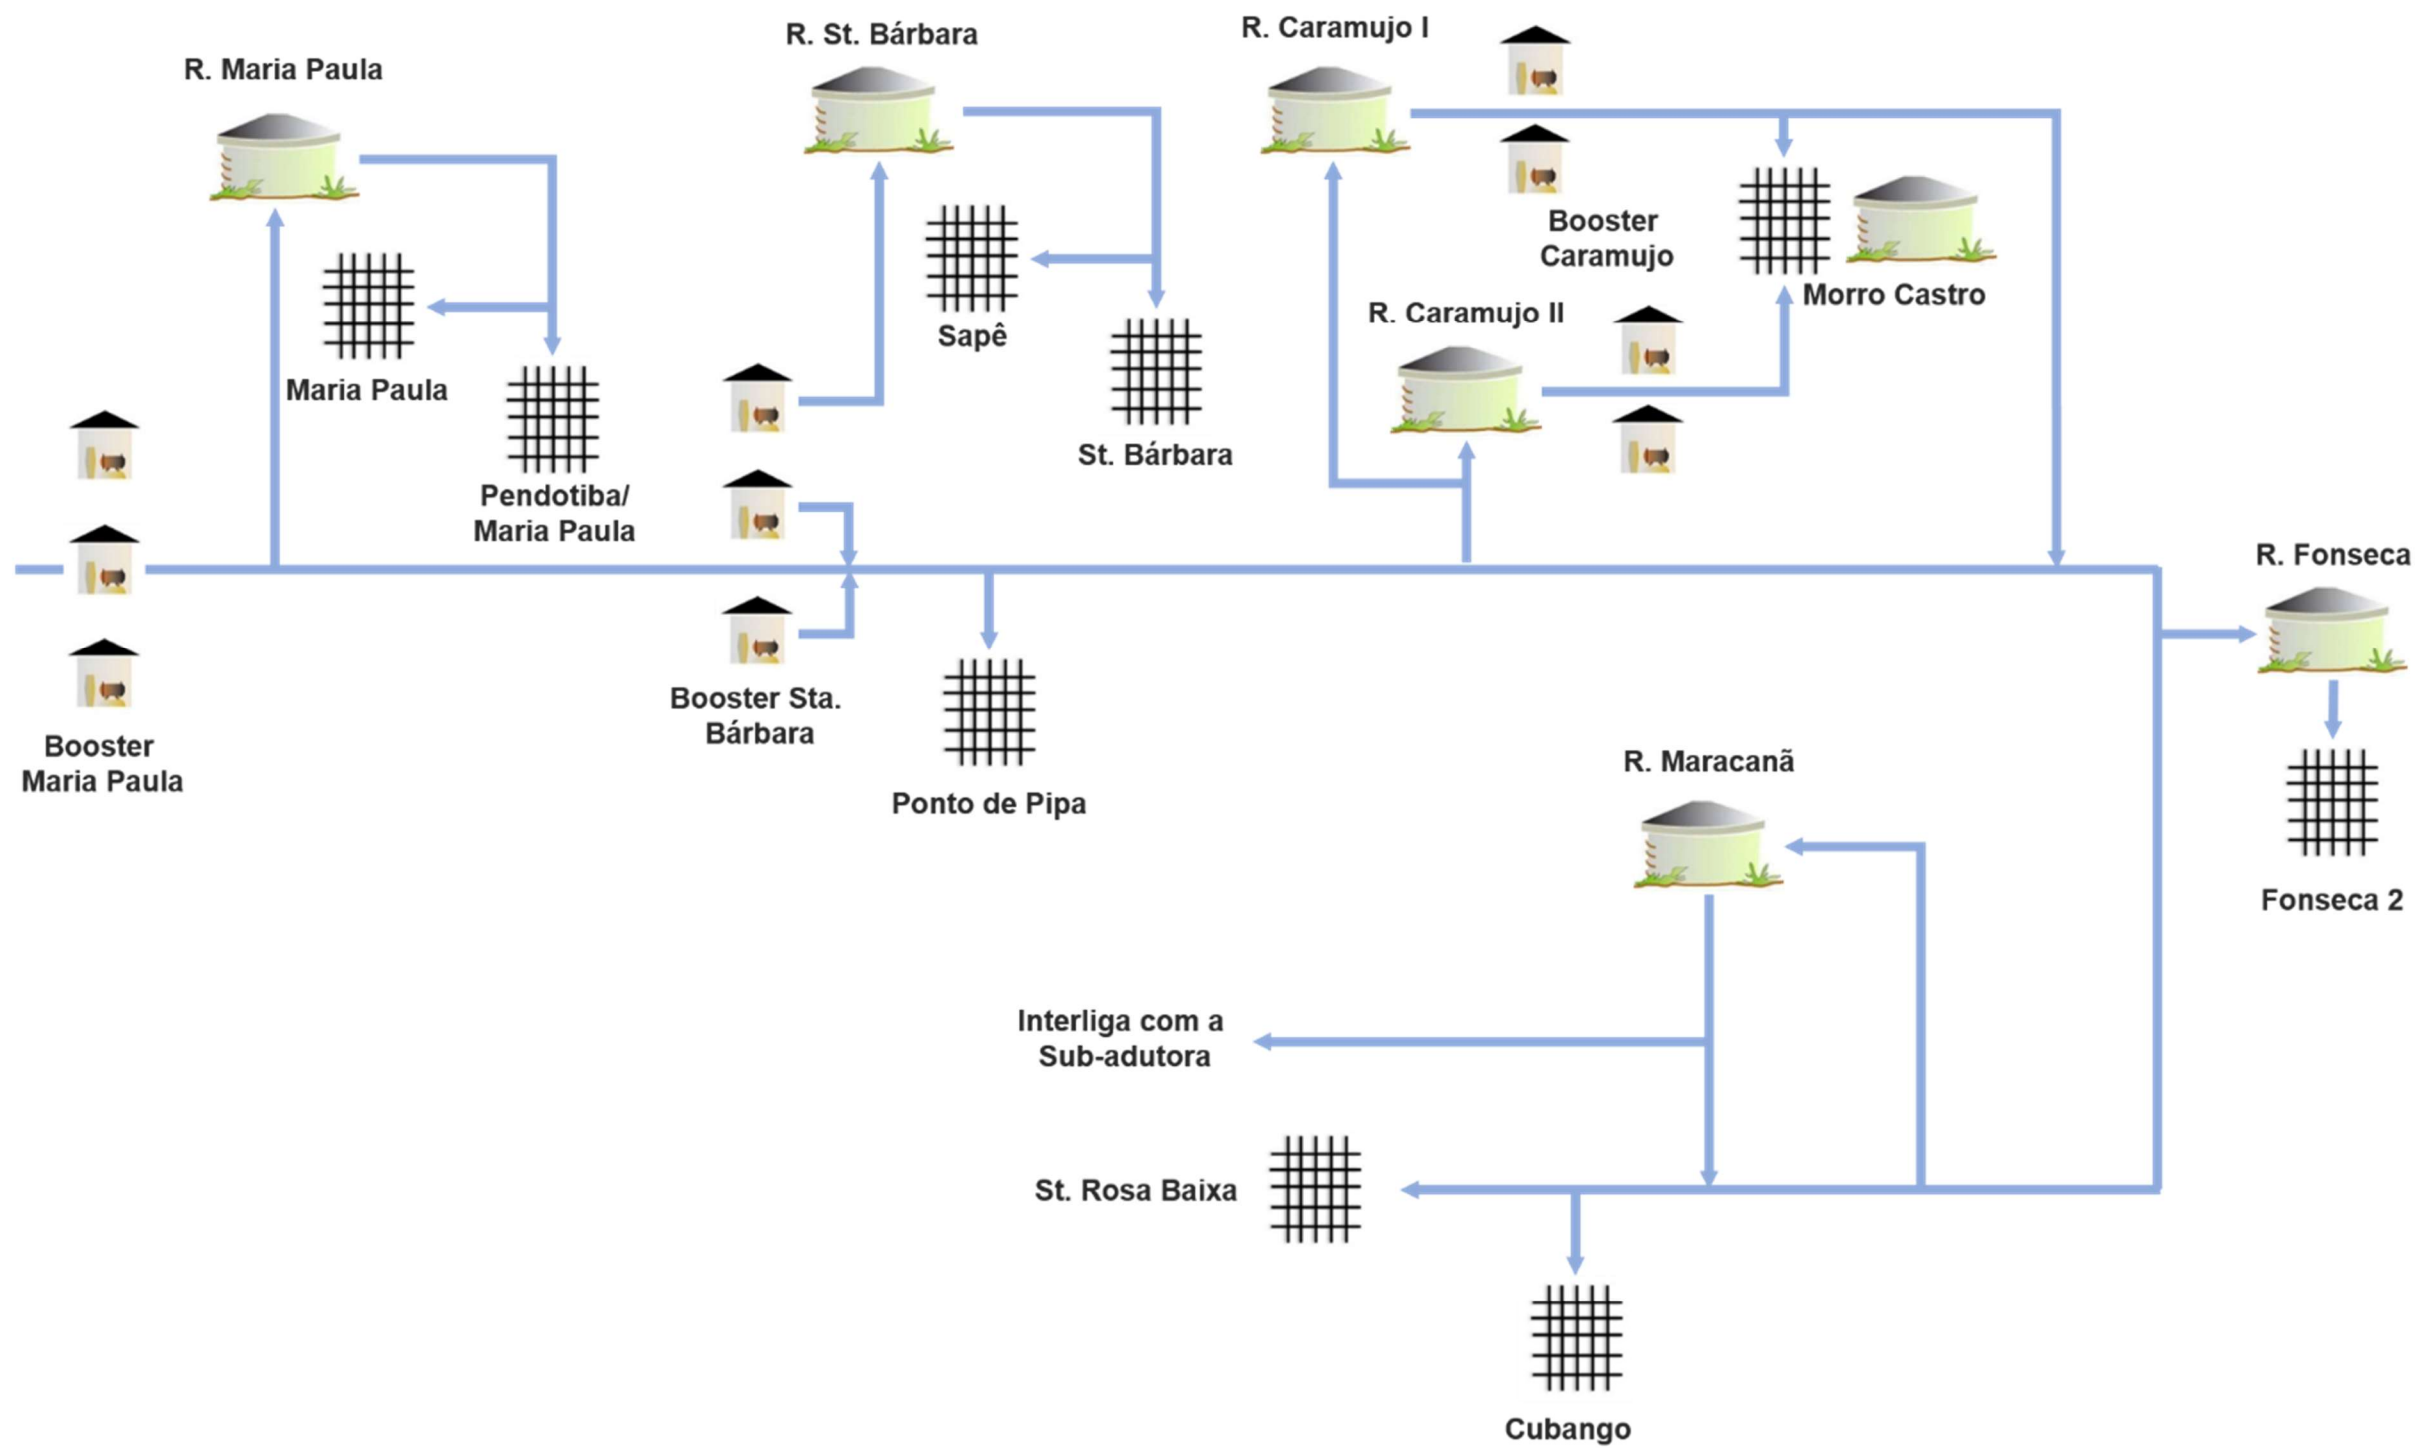 R. Maria Paula
R. St. Bárbara
R. Caramujo I
Booster
Caramujo
Morro Castro
R. Caramujo II
Sapê
Maria Paula
St. Bárbara
Pendotiba/
Maria Paula
R. Fonseca
Booster
Maria Paula
Booster Sta.
Bárbara
Ponto de Pipa
R. Maracanã
Fonseca 2
Interliga com a
Sub-adutora
St. Rosa Baixa
Cubango